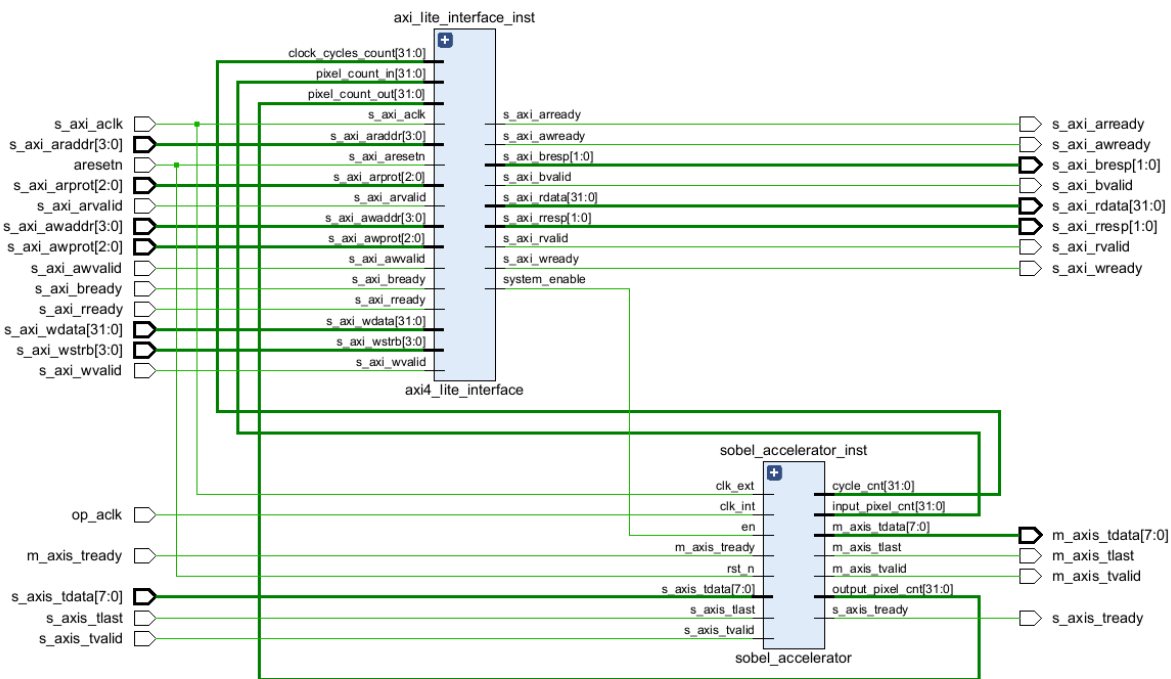 axi_lite_interface_inst
clock_cycles_count[31:0]
pixel_count_in[31:0]
pixel_count_out[31:0]
s_axi_aclk s_axi_aclk s_axi_arready s_axi_arready
s_axi_araddr[3:0] s_axi_araddr[3:0] s_axi_awready s_axi_awready
aresetn s_axi_aresetn s_axi_bresp[1:0] s_axi_bresp[1:0]
s_axi_arprot[2:0] s_axi_arprot[2:0] s_axi_bvalid s_axi_bvalid
s_axi_arvalid s_axi_arvalid s_axi_rdata[31:0] s_axi_rdata[31:0]
s_axi_awaddr[3:0] s_axi_awaddr[3:0] s_axi_rresp[1:0] s_axi_rresp[1:0]
s_axi_awprot[2:0] s_axi_awprot[2:0] s_axi_rvalid s_axi_rvalid
s_axi_awvalid s_axi_awvalid s_axi_wready s_axi_wready
s_axi_bready s_axi_bready system_enable
s_axi_rready s_axi_rready
s_axi_wdata[31:0] s_axi_wdata[31:0]
s_axi_wstrb[3:0] s_axi_wstrb[3:0]
s_axi_wvalid s_axi_wvalid
axi4_lite_interface
sobel_accelerator_inst
clk_ext cycle_cnt[31:0]
op_aclk clk_int input_pixel_cnt[31:0]
en m_axis_tdata[7:0] m_axis_tdata[7:0]
m_axis_tready m_axis_tready m_axis_tlast m_axis_tlast
rst_n m_axis_tvalid m_axis_tvalid
s_axis_tdata[7:0] s_axis_tdata[7:0] output_pixel_cnt[31:0]
s_axis_tlast s_axis_tlast s_axis_tready s_axis_tready
s_axis_tvalid s_axis_tvalid
sobel_accelerator